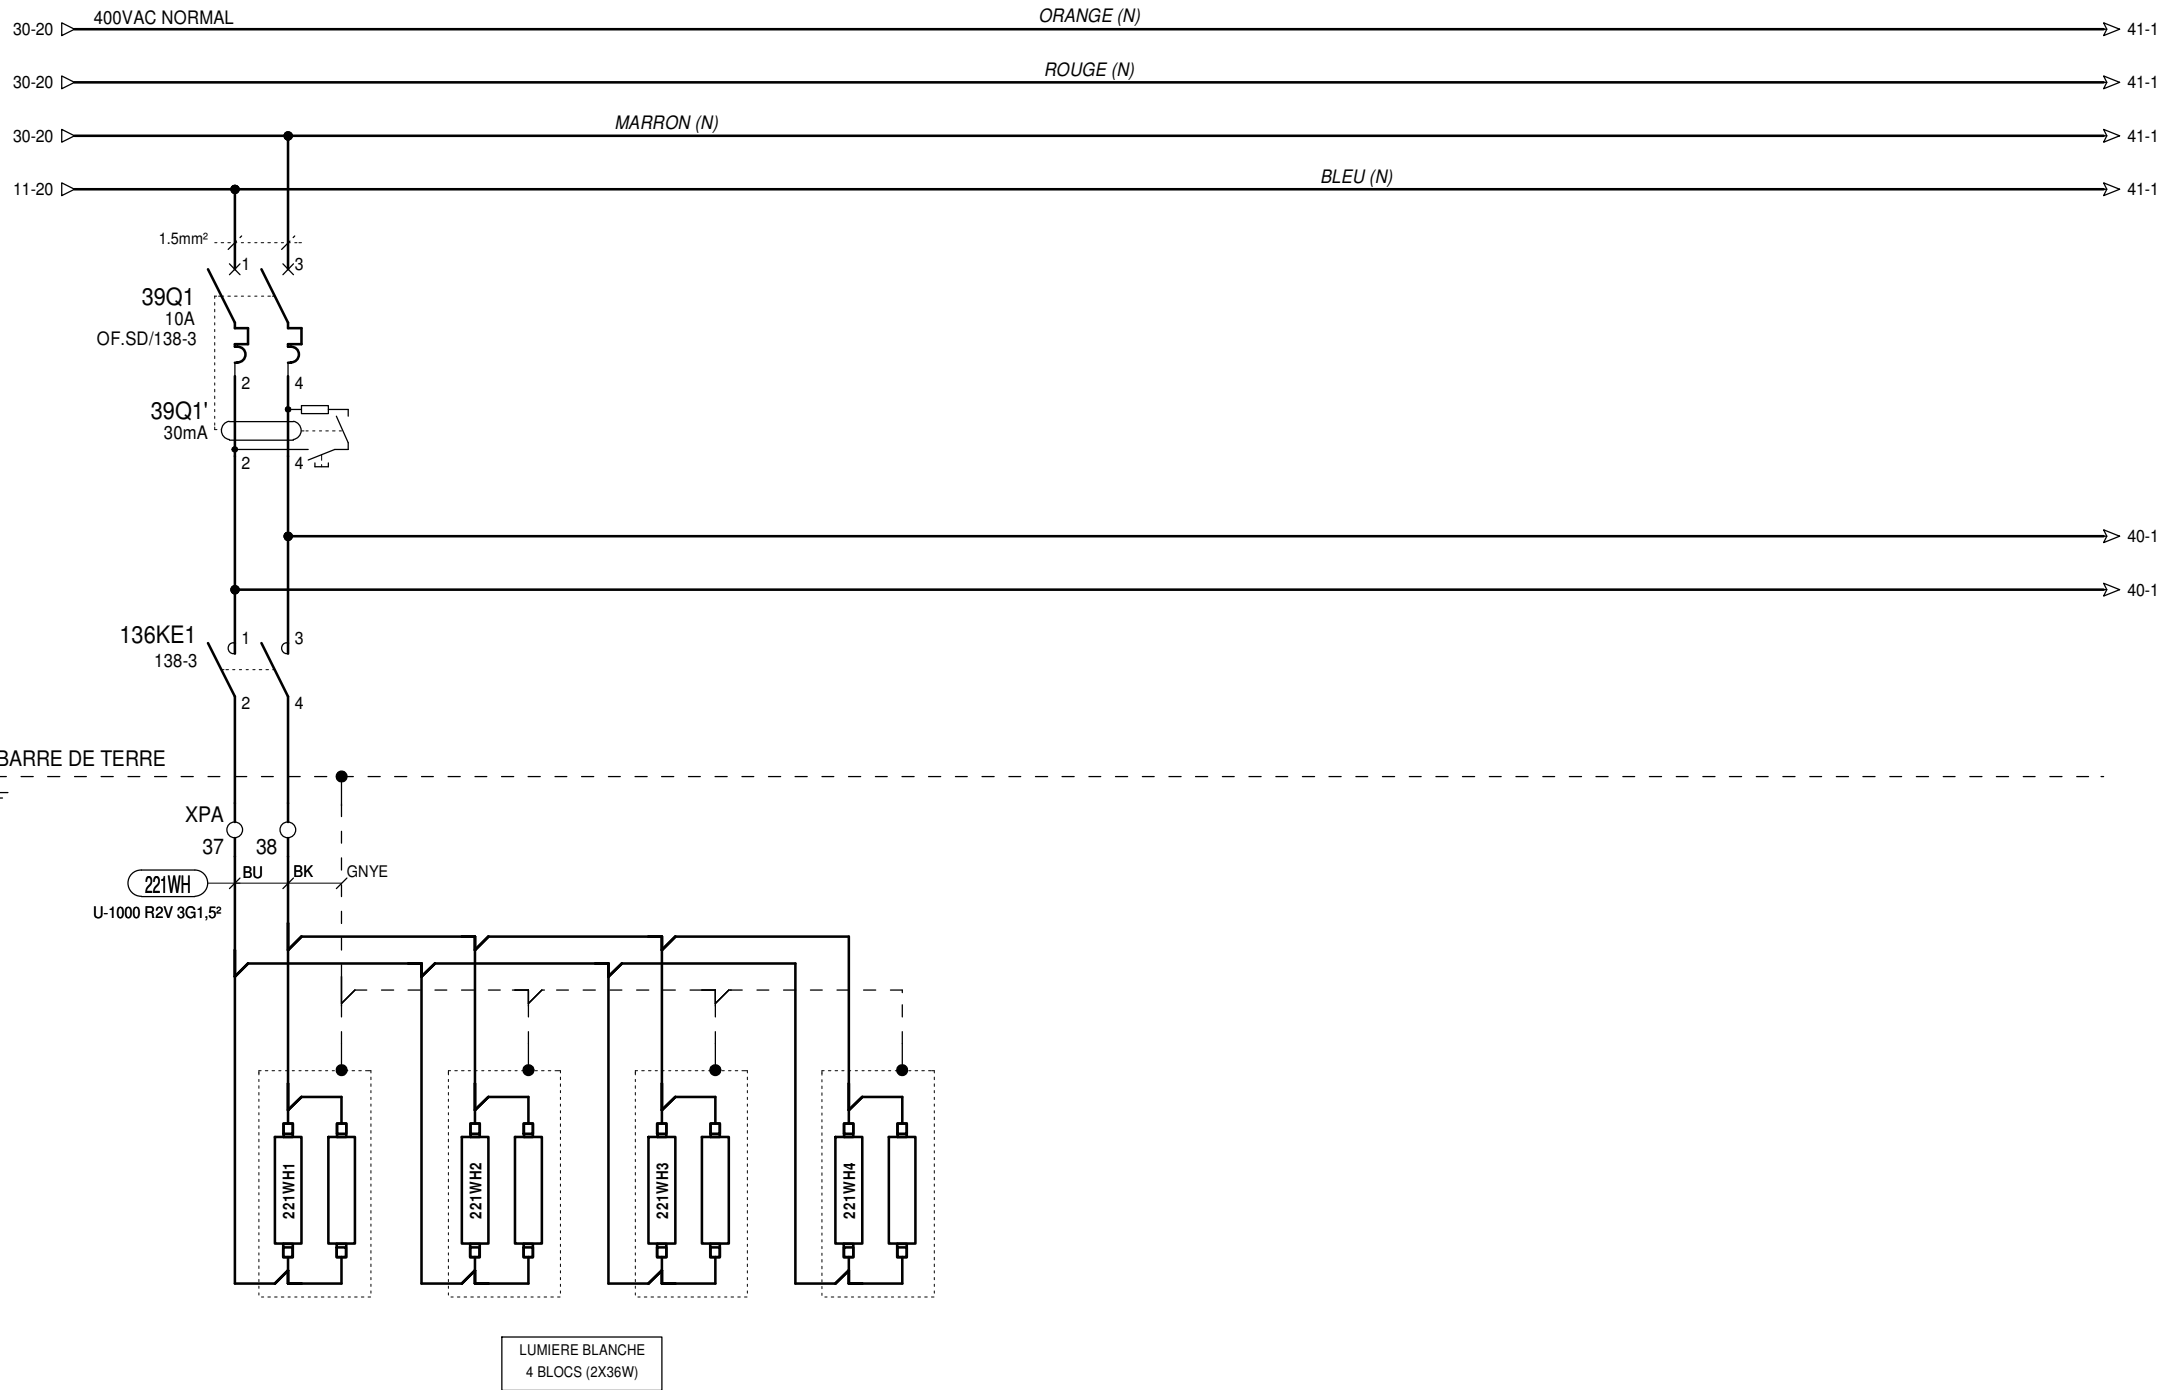 400VAC NORMAL
ORANGE (N)
30-20
41-1
ROUGE (N)
30-20
41-1
MARRON (N)
30-20
41-1
BLEU (N)
11-20
41-1
1.5mm²
1
3
39Q1
10A
OF.SD/138-3
2
4
39Q1'
30mA
2
4
40-1
40-1
136KE1
1
3
138-3
2
4
BARRE DE TERRE
XPA
37
38
221WH
BU
BK
GNYE
U-1000 R2V 3G1,5²
221WH1
221WH2
221WH3
221WH4
LUMIERE BLANCHE
4 BLOCS (2X36W)